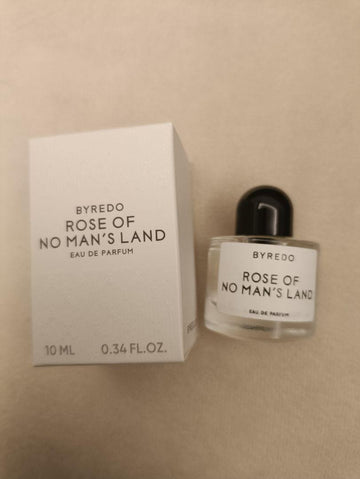 BYREDO
ROSE OF
NO MAN'S LAND
EAU DE PARFUM
10 ML 0.34 FL.OZ.
BYREDO
ROSE OF
NO MAN'S LAND
EAU DE PARFUM